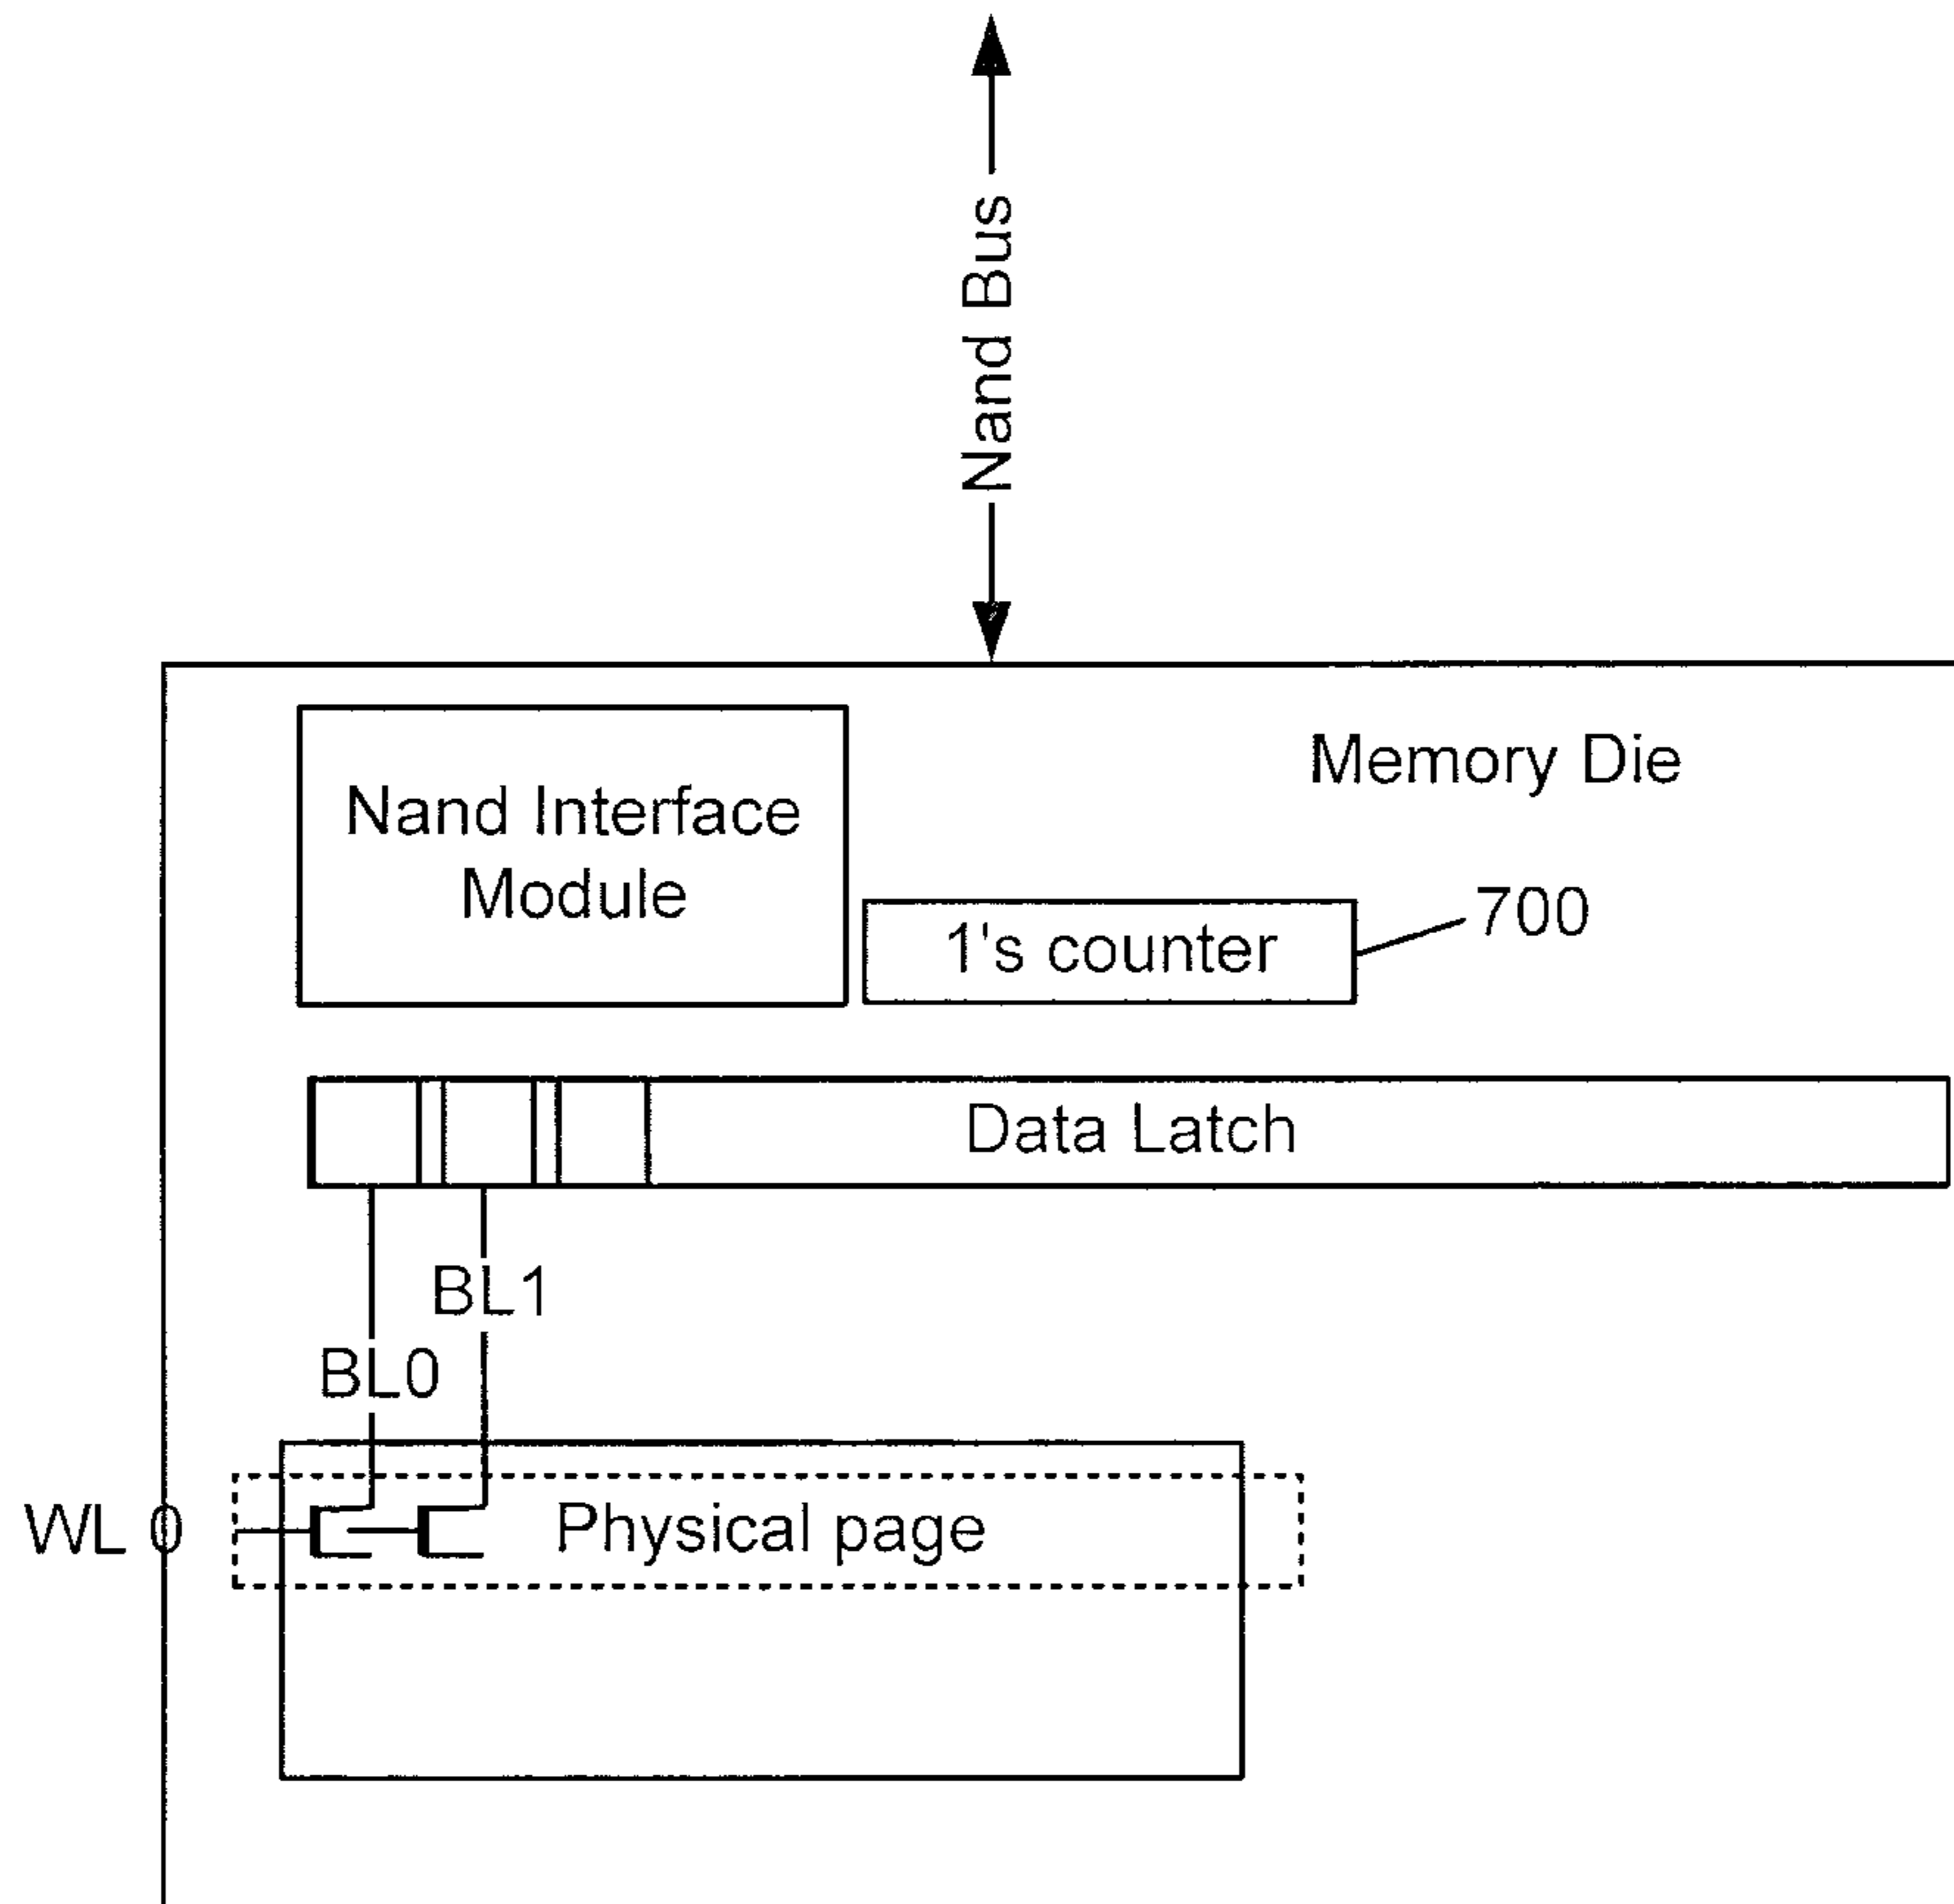 Nand Bus
Memory Die
Nand Interface
Module
700
1's counter
Data Latch
BL1
BL0
WL 0
Physical page